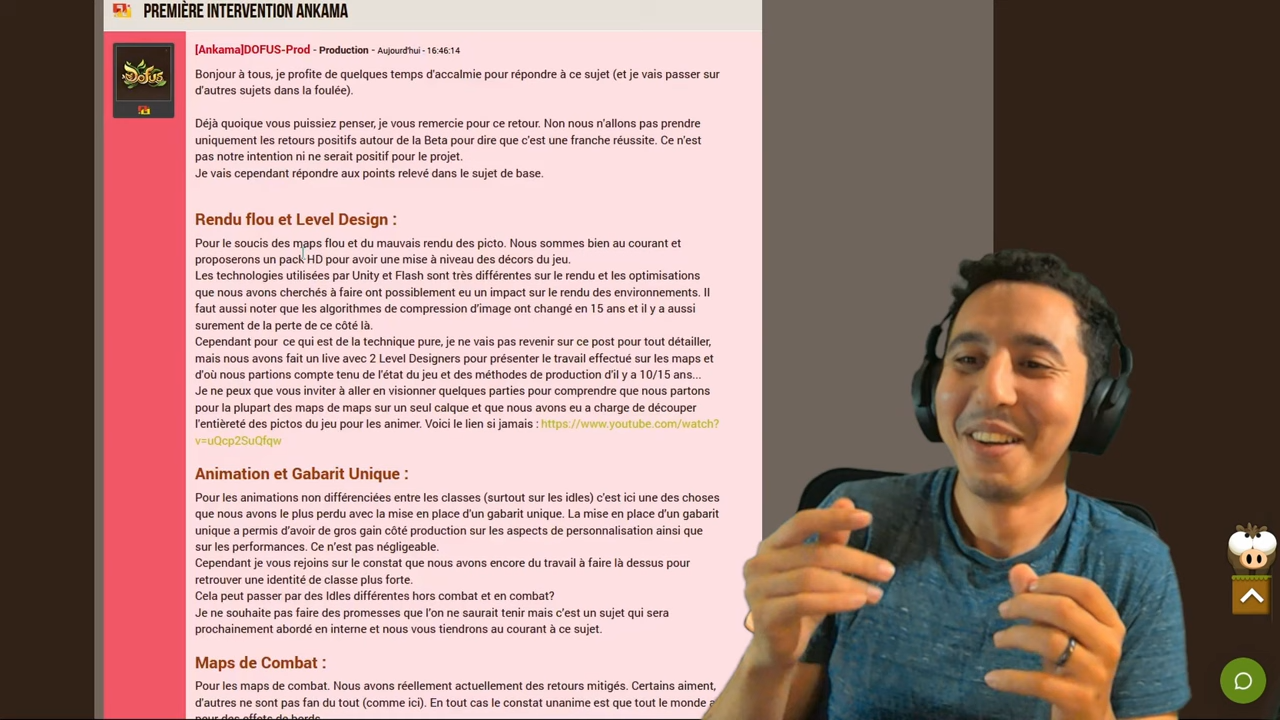 PREMIÈRE INTERVENTION ANKAMA
[Ankama]DOFUS-Prod - Production - Aujourd'hui - 16:46:14
DOFUS
Bonjour à tous, je profite de quelques temps d'accalmie pour répondre à ce sujet (et je vais passer sur
d'autres sujets dans la foulée).
Déjà quoique vous puissiez penser, je vous remercie pour ce retour. Non nous n'allons pas prendre
uniquement les retours positifs autour de la Beta pour dire que c'est une franche réussite. Ce n'est
pas notre intention ni ne serait positif pour le projet.
Je vais cependant répondre aux points relevé dans le sujet de base.
Rendu flou et Level Design :
Pour le soucis des maps flou et du mauvais rendu des picto. Nous sommes bien au courant et
proposerons un pack HD pour avoir une mise à niveau des décors du jeu.
Les technologies utilisées par Unity et Flash sont très différentes sur le rendu et les optimisations
que nous avons cherchés à faire ont possiblement eu un impact sur le rendu des environnements. Il
faut aussi noter que les algorithmes de compression d'image ont changé en 15 ans et il y a aussi
surement de la perte de ce côté là.
Cependant pour ce qui est de la technique pure, je ne vais pas revenir sur ce post pour tout détailler,
mais nous avons fait un live avec 2 Level Designers pour présenter le travail effectué sur les maps et
d'où nous partions compte tenu de l'état du jeu et des méthodes de production d'il y a 10/15 ans...
Je ne peux que vous inviter à aller en visionner quelques parties pour comprendre que nous partons
pour la plupart des maps de maps sur un seul calque et que nous avons eu a charge de découper
l'entièreté des pictos du jeu pour les animer. Voici le lien si jamais : https://www.youtube.com/watch?
v=uQcp2SuQfqw
Animation et Gabarit Unique :
Pour les animations non différenciées entre les classes (surtout sur les idles) c'est ici une des choses
que nous avons le plus perdu avec la mise en place d'un gabarit unique. La mise en place d'un gabarit
unique a permis d'avoir de gros gain côté production sur les aspects de personnalisation ainsi que
sur les performances. Ce n'est pas négligeable.
Cependant je vous rejoins sur le constat que nous avons encore du travail à faire là dessus pour
retrouver une identité de classe plus forte.
Cela peut passer par des Idles différentes hors combat et en combat?
Je ne souhaite pas faire des promesses que l'on ne saurait tenir mais c'est un sujet qui sera
prochainement abordé en interne et nous vous tiendrons au courant à ce sujet.
Maps de Combat :
Pour les maps de combat. Nous avons réellement actuellement des retours mitigés. Certains aiment,
d'autres ne sont pas fan du tout (comme ici). En tout cas le constat unanime est que tout le monde a
pour des effets de bords